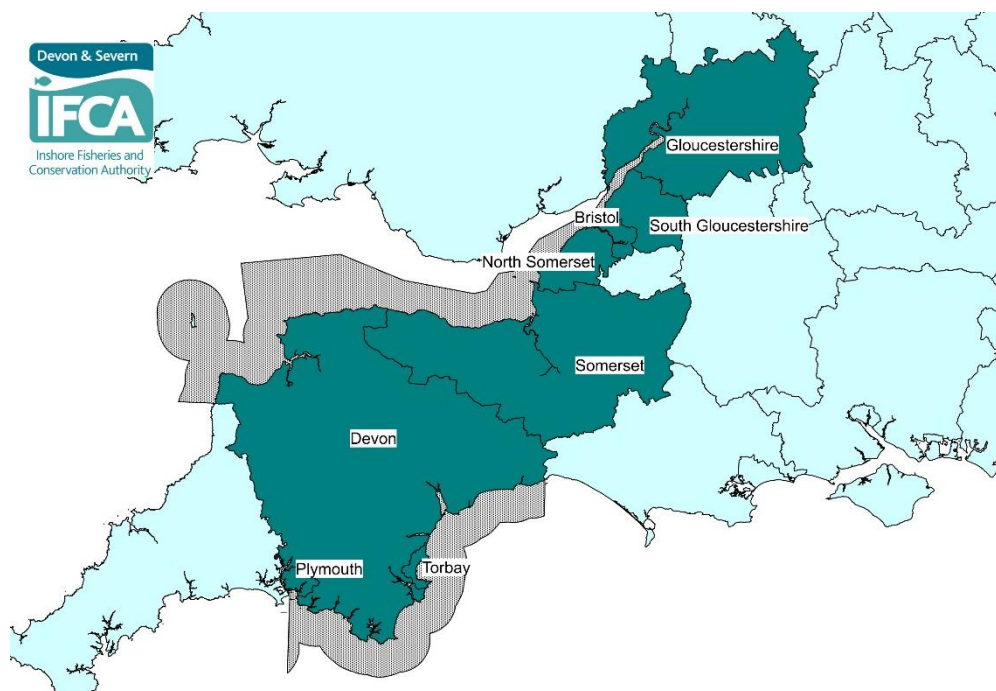 Devon & Severn
IFCA
Inshore Fisheries and
Conservation Authority
Gloucestershire
Bristol
South Gloucestershire
North Somerset
Somerset
Devon
Plymouth
Torbay